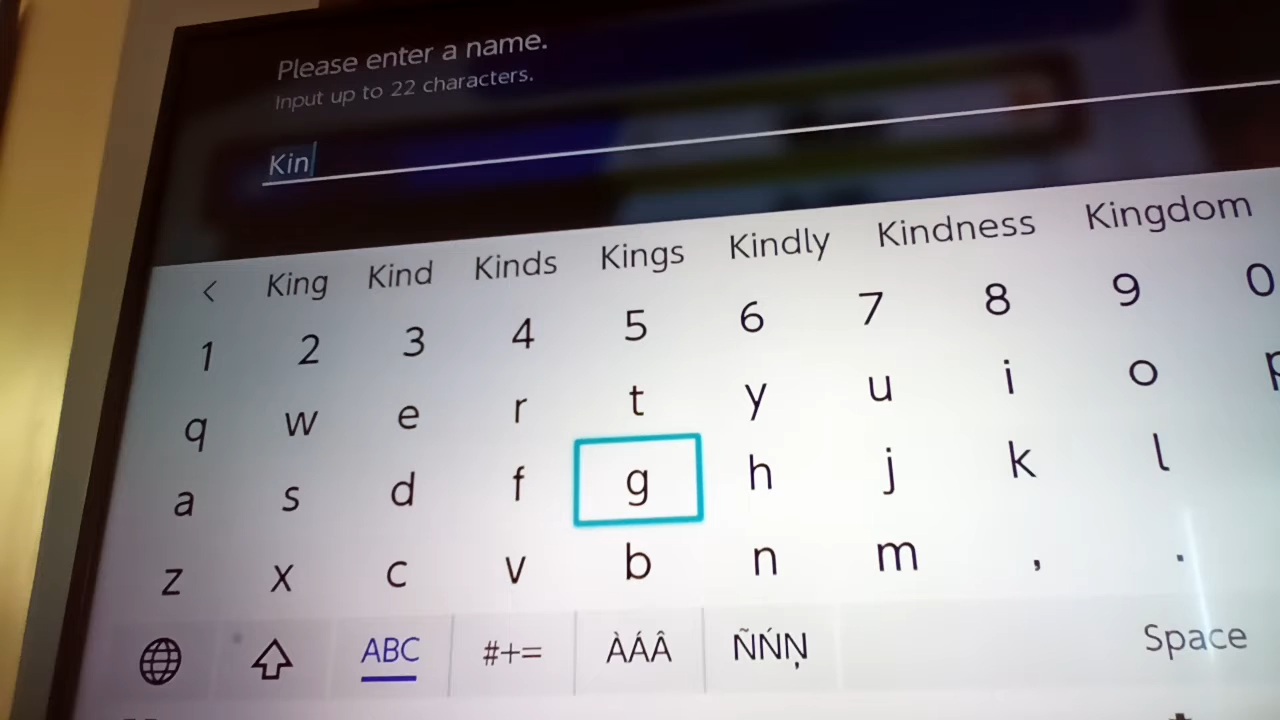 Please enter a name.
Input up to 22 characters.
Kin
< King Kind Kinds Kings Kindly Kindness Kingdom
1 2 3 4 5 6 7 8 9 0
q w e r t y u i o p
a s d f g h j k l
z x c v b n m , .
ABC #+= ÀÁÂ ÑŃŅ Space